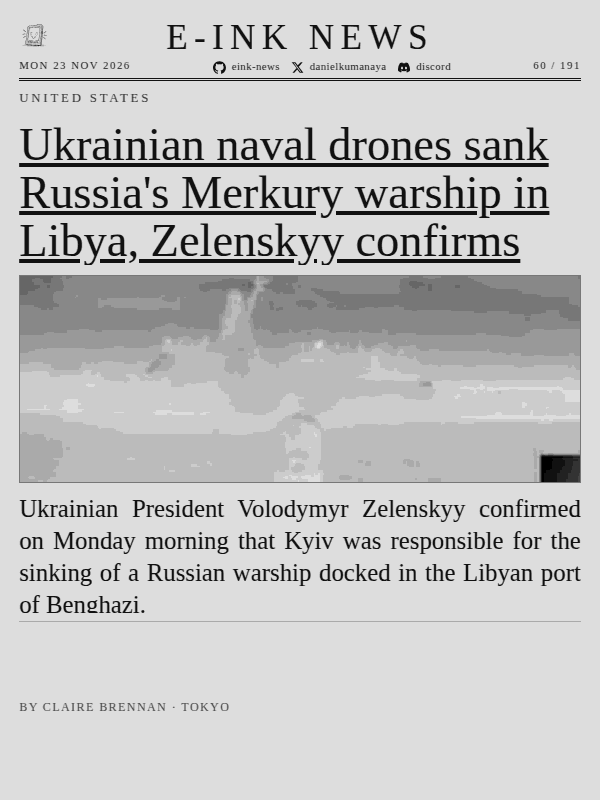 E-INK NEWS
MON 23 NOV 2026
eink-news danielkumanaya discord
60 / 191
UNITED STATES
Ukrainian naval drones sank
Russia's Merkury warship in
Libya, Zelenskyy confirms
Ukrainian President Volodymyr Zelenskyy confirmed
on Monday morning that Kyiv was responsible for the
sinking of a Russian warship docked in the Libyan port
of Benghazi.
BY CLAIRE BRENNAN · TOKYO